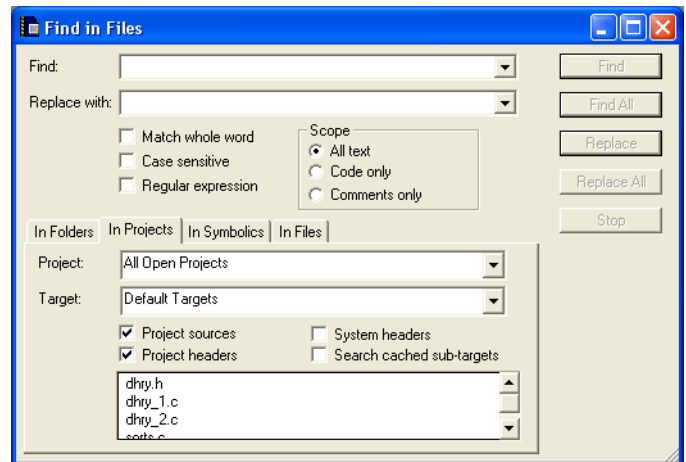 Find in Files
Find:
Find
Replace with:
Find All
Match whole word
Case sensitive
Regular expression
Scope
All text
Code only
Comments only
Replace
Replace All
Stop
In Folders In Projects In Symbolics In Files
Project: All Open Projects
Target: Default Targets
Project sources System headers
Project headers Search cached sub-targets
dhry.h
dhry_1.c
dhry_2.c
sorts.c